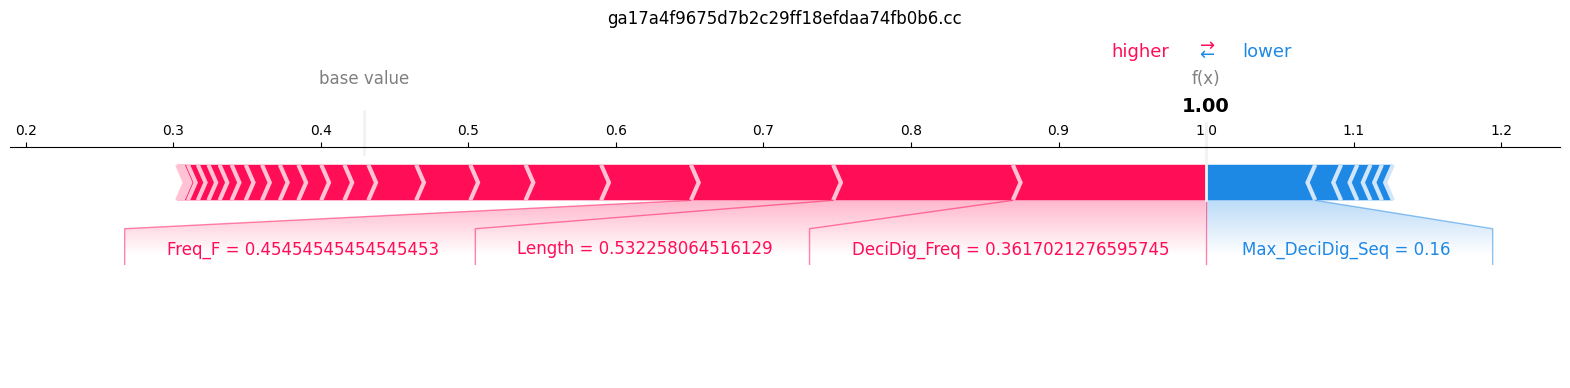 ga17a4f9675d7b2c29ff18efdaa74fb0b6.cc
higher ⇄ lower
base value f(x)
1.00
0.2 0.3 0.4 0.5 0.6 0.7 0.8 0.9 1.0 1.1 1.2
Freq_F = 0.45454545454545453 Length = 0.532258064516129 DeciDig_Freq = 0.3617021276595745 Max_DeciDig_Seq = 0.16